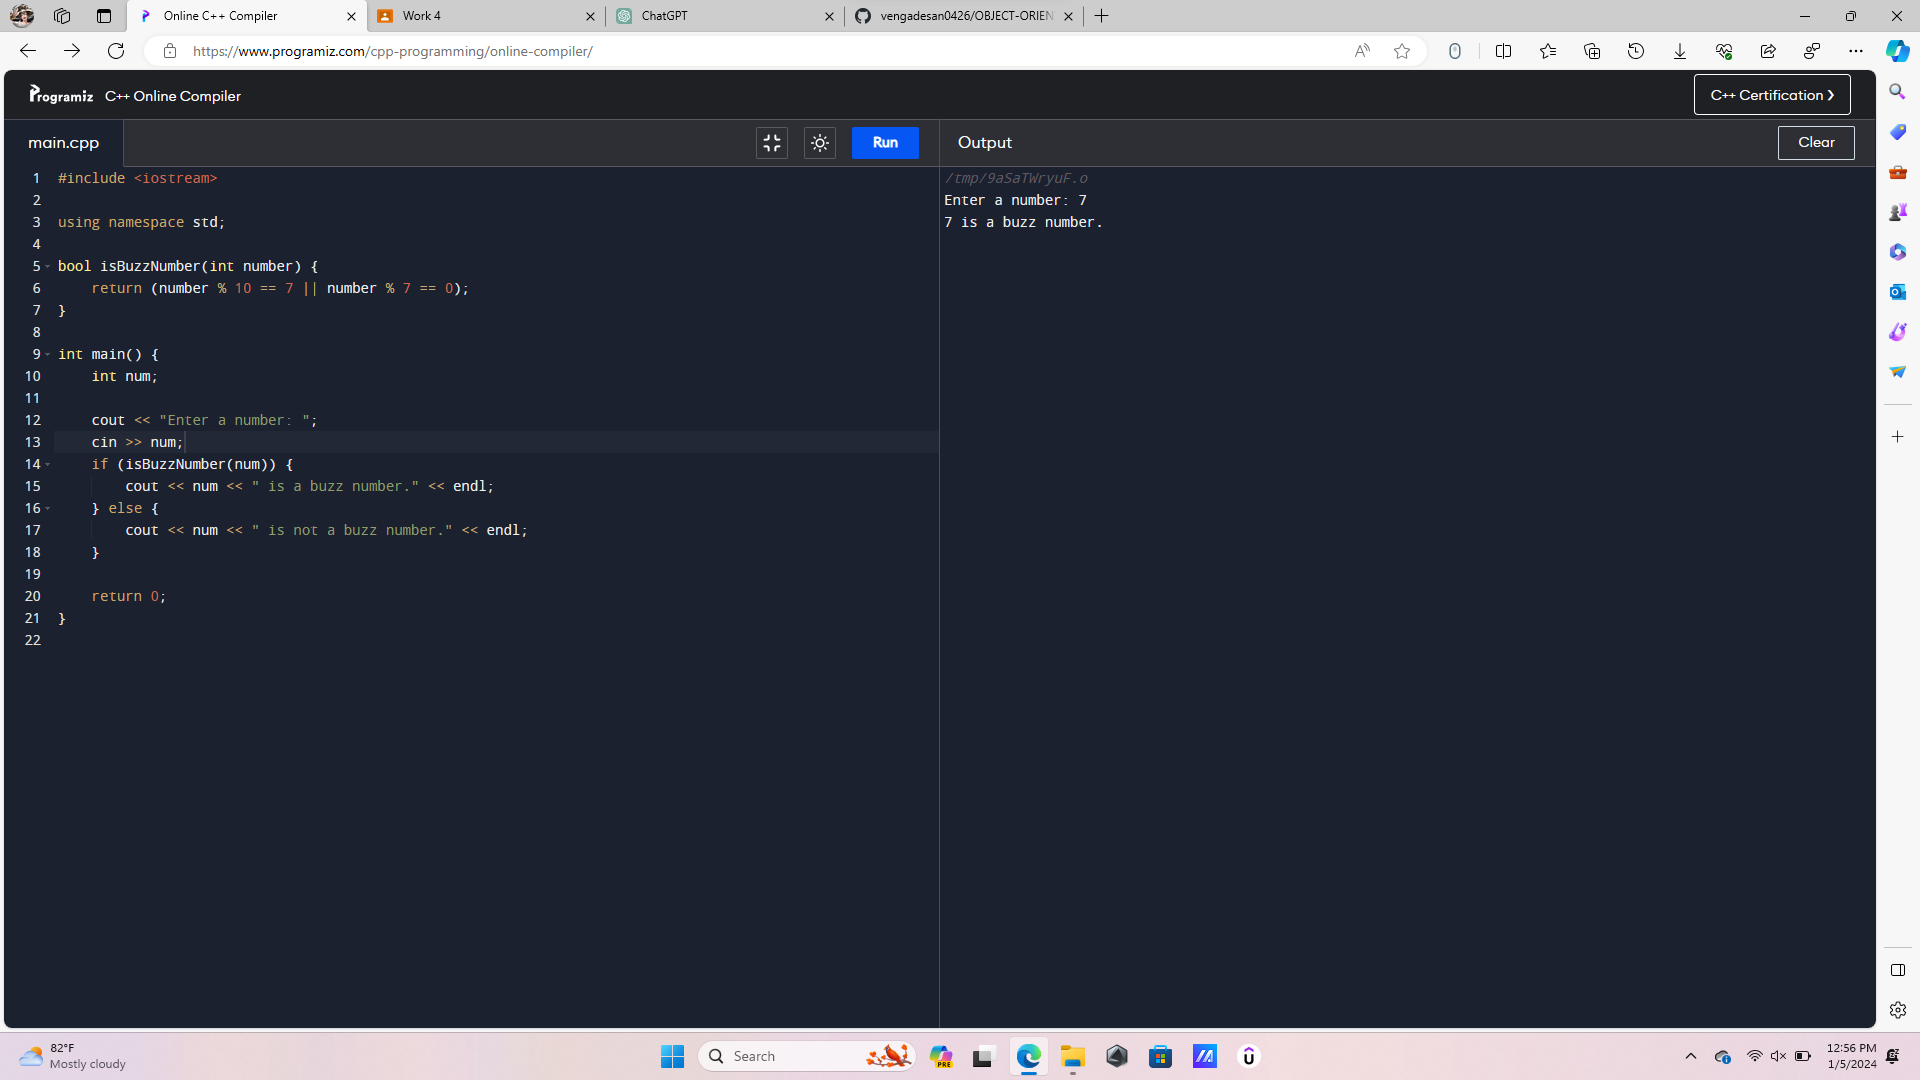 Online C++ Compiler
Work 4
ChatGPT
vengadesan0426/OBJECT-ORIEN
https://www.programiz.com/cpp-programming/online-compiler/
Programiz C++ Online Compiler
C++ Certification ❯
main.cpp
Run
Output
Clear
1 #include <iostream>
2
3 using namespace std;
4
5 bool isBuzzNumber(int number) {
6     return (number % 10 == 7 || number % 7 == 0);
7 }
8
9 int main() {
10     int num;
11
12     cout << "Enter a number: ";
13     cin >> num;
14     if (isBuzzNumber(num)) {
15         cout << num << " is a buzz number." << endl;
16     } else {
17         cout << num << " is not a buzz number." << endl;
18     }
19
20     return 0;
21 }
22
/tmp/9aSaTWryuF.o
Enter a number: 7
7 is a buzz number.
82°F
Mostly cloudy
Search
PRE
12:56 PM
1/5/2024